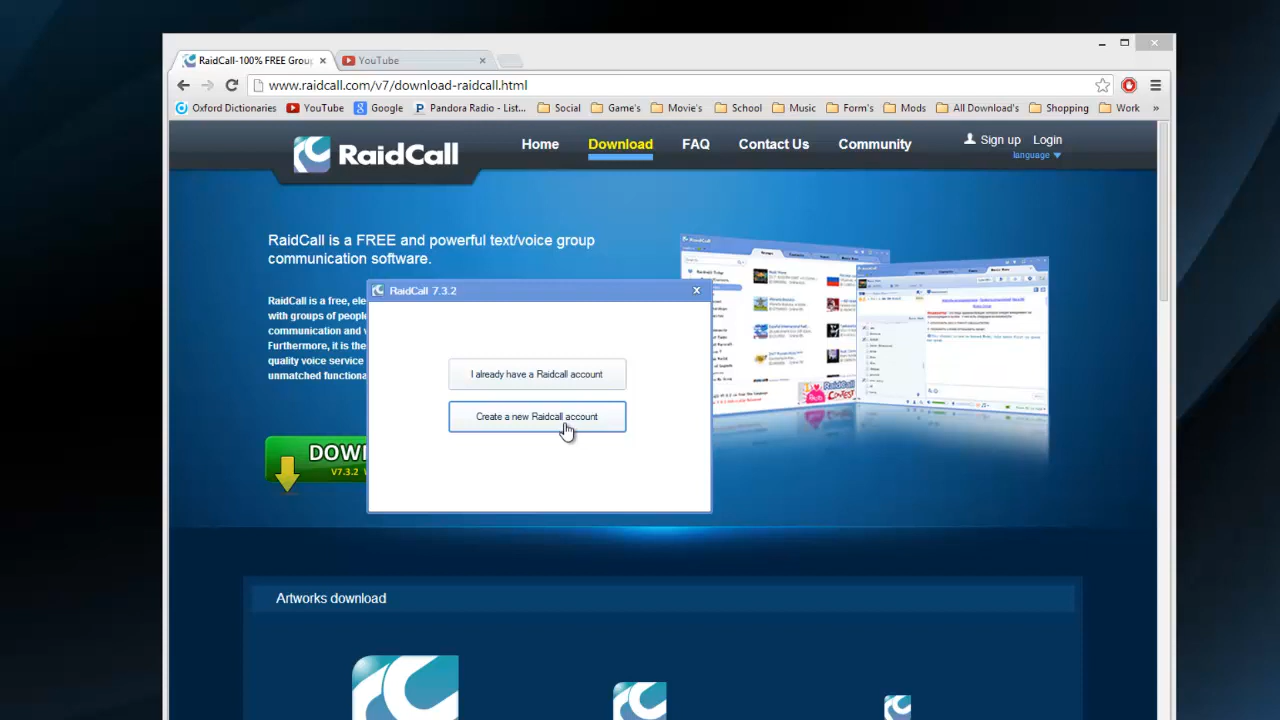 RaidCall-100% FREE Grou
YouTube
www.raidcall.com/v7/download-raidcall.html
Oxford Dictionaries YouTube Google Pandora Radio - List... Social Game's Movie's School Music Form's Mods All Download's Shopping Work »
RaidCall
Home Download FAQ Contact Us Community
Sign up Login
language
RaidCall is a FREE and powerful text/voice group
communication software.
RaidCall is a free, ele
with groups of people
communication and
Furthermore, it is the
quality voice service
unmatched functiona
RaidCall 7.3.2
I already have a Raidcall account
Create a new Raidcall account
DOW
V7.3.2
RaidCall
Contest
Artworks download